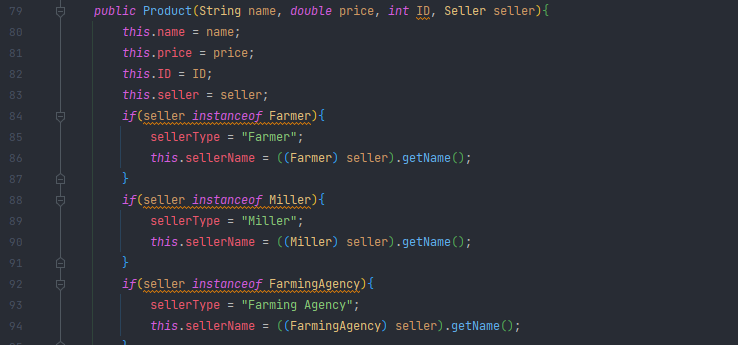 79 public Product(String name, double price, int ID, Seller seller){
80 this.name = name;
81 this.price = price;
82 this.ID = ID;
83 this.seller = seller;
84 if(seller instanceof Farmer){
85 sellerType = "Farmer";
86 this.sellerName = ((Farmer) seller).getName();
87 }
88 if(seller instanceof Miller){
89 sellerType = "Miller";
90 this.sellerName = ((Miller) seller).getName();
91 }
92 if(seller instanceof FarmingAgency){
93 sellerType = "Farming Agency";
94 this.sellerName = ((FarmingAgency) seller).getName();